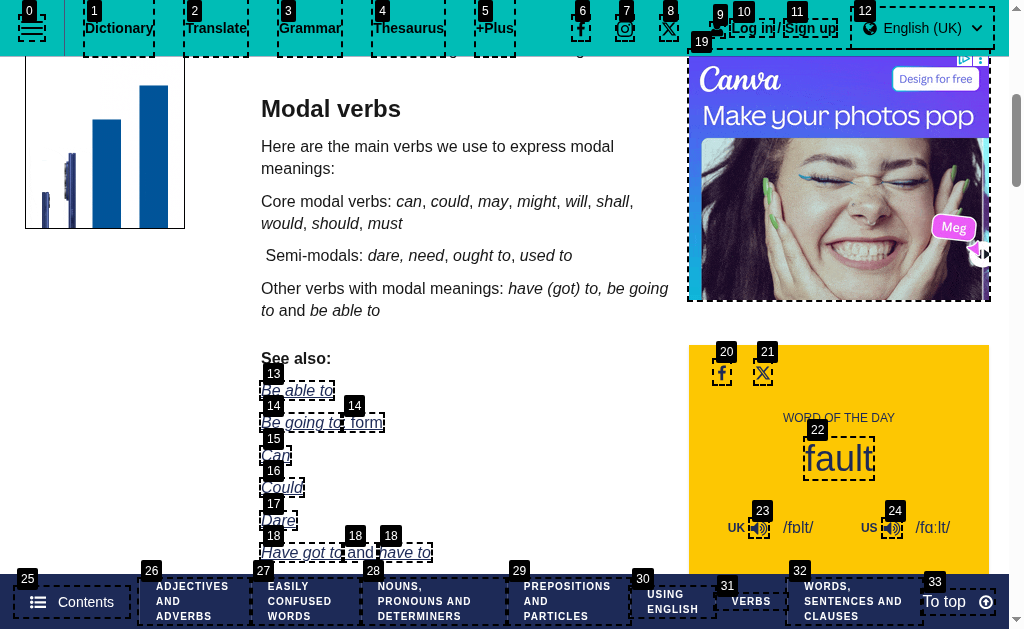 0 1 2 3 4 5 6 7 8 9 10 11 12
Dictionary Translate Grammar Thesaurus +Plus Log in / Sign up English (UK)
19
Canva Design for free
Make your photos pop
Meg
Modal verbs
Here are the main verbs we use to express modal
meanings:
Core modal verbs: can, could, may, might, will, shall,
would, should, must
Semi-modals: dare, need, ought to, used to
Other verbs with modal meanings: have (got) to, be going
to and be able to
See also:
13
Be able to
14 14
Be going to: form
15
Can
16
Could
17
Dare
18 18 18
Have got to and have to
20 21
WORD OF THE DAY
22
fault
23 24
UK /fɒlt/ US /fɑːlt/
25 26 27 28 29 30 31 32 33
Contents
ADJECTIVES
AND
ADVERBS
EASILY
CONFUSED
WORDS
NOUNS,
PRONOUNS AND
DETERMINERS
PREPOSITIONS
AND
PARTICLES
USING
ENGLISH
VERBS
WORDS,
SENTENCES AND
CLAUSES
To top